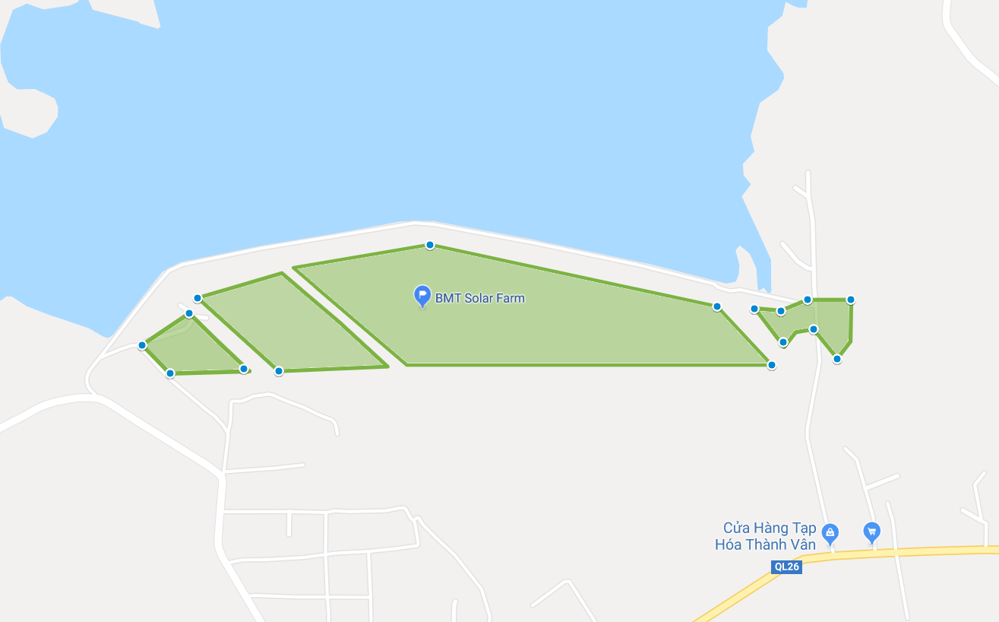 BMT Solar Farm
Cửa Hàng Tạp
Hóa Thành Vân
QL26